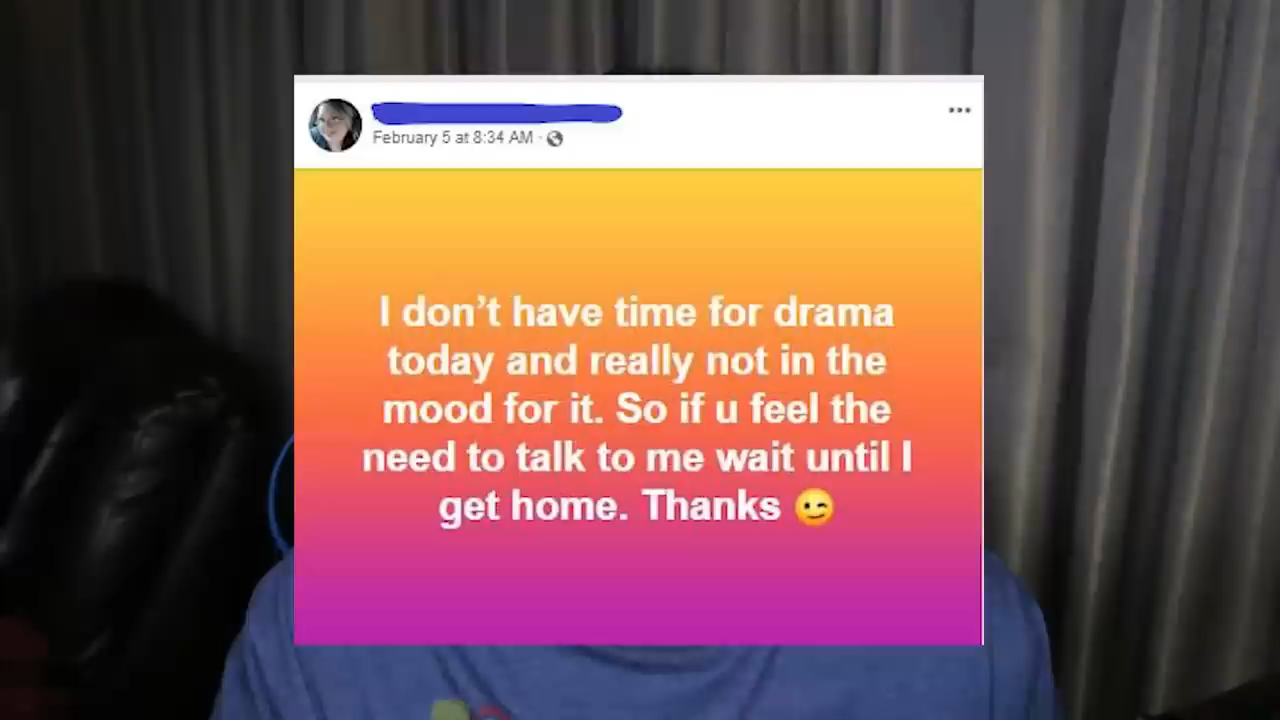 February 5 at 8:34 AM ·
I don't have time for drama
today and really not in the
mood for it. So if u feel the
need to talk to me wait until I
get home. Thanks 😉